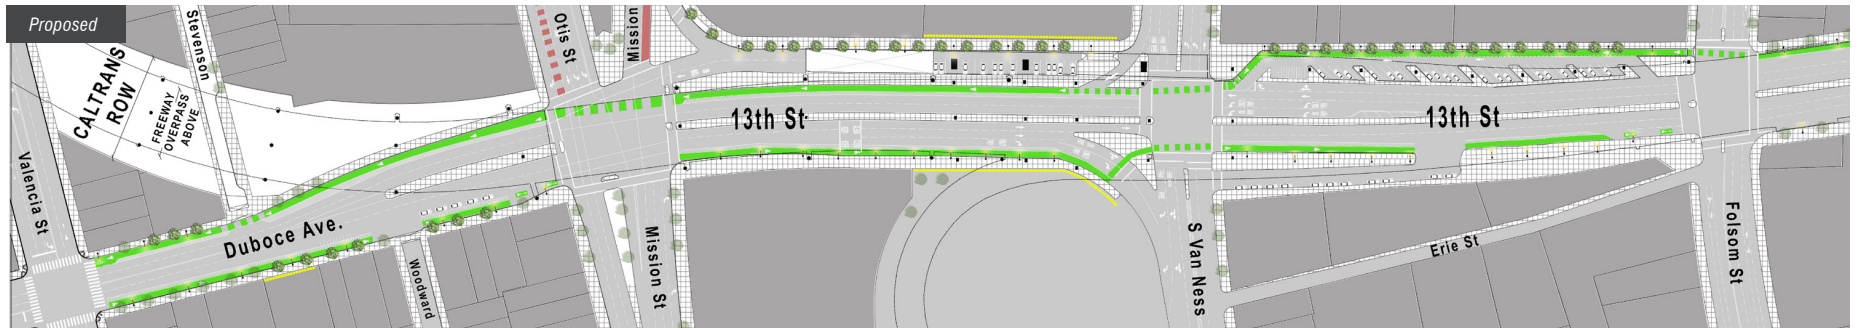 Proposed
Stevenson
Otis St
Mission
CALTRANS
ROW
FREEWAY
OVERPASS
ABOVE
13th St
13th St
Valencia St
Duboce Ave.
Woodward
Mission St
S Van Ness
Erie St
Folsom St